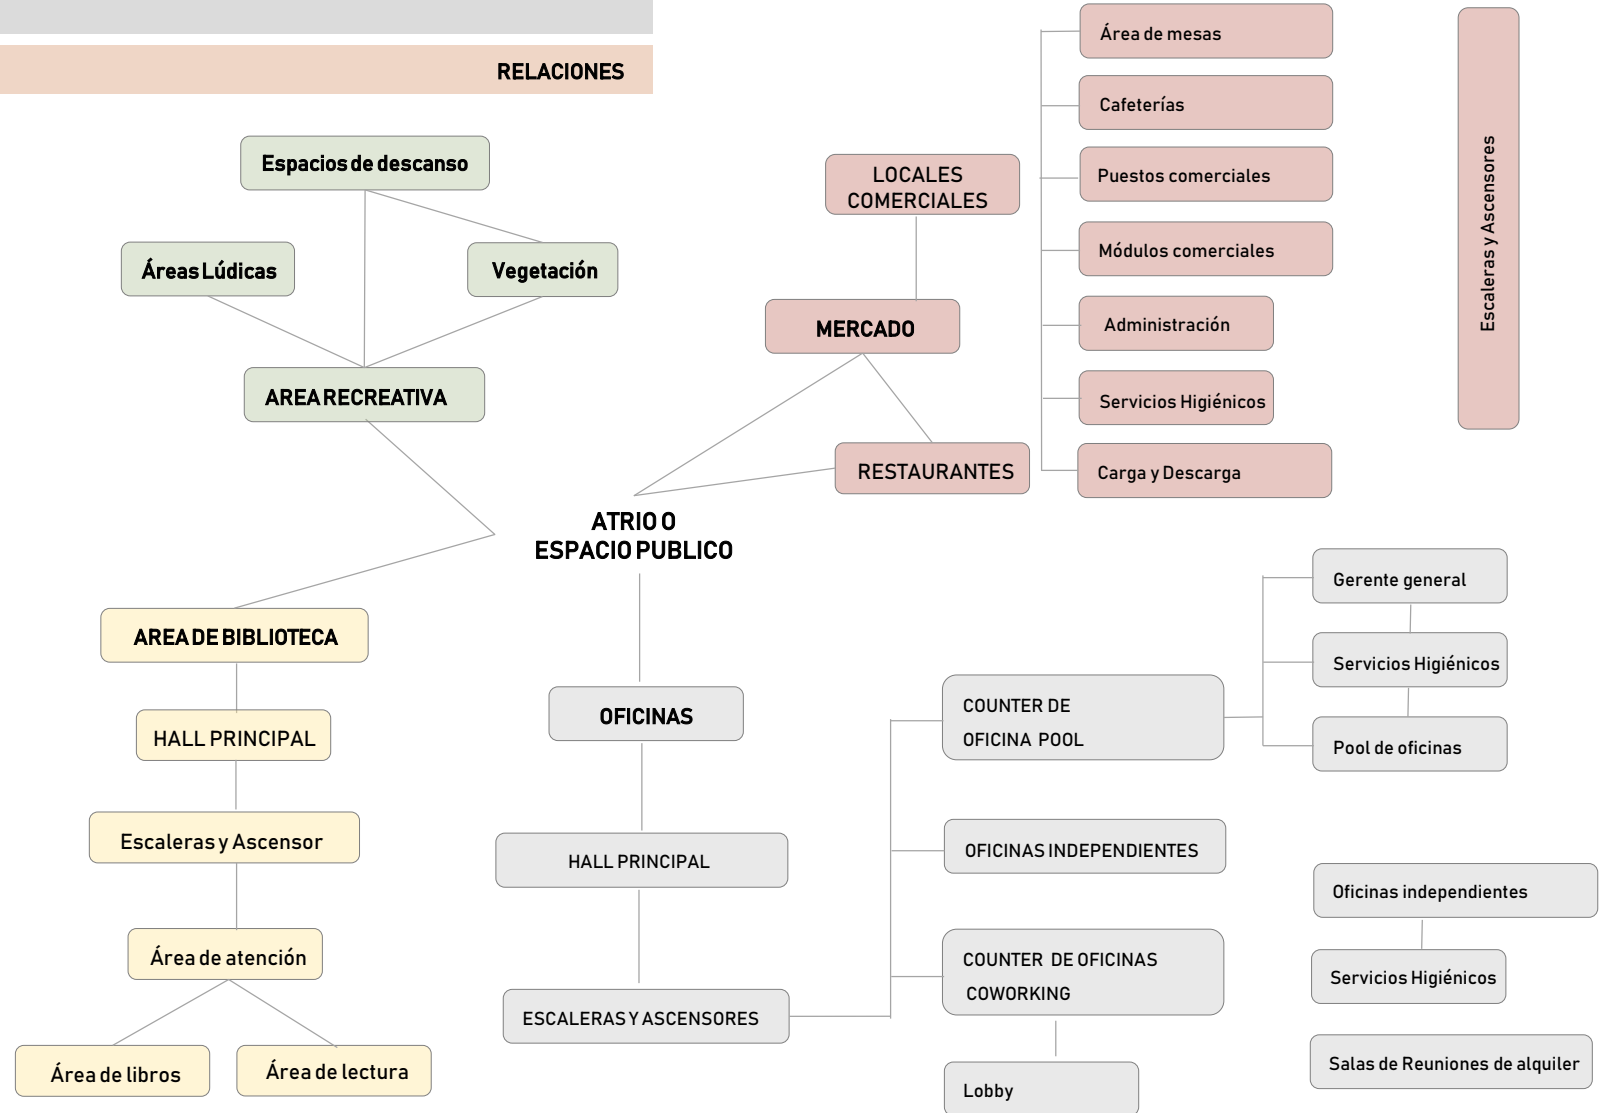 RELACIONES
Espacios de descanso
Áreas Lúdicas
Vegetación
AREA RECREATIVA
LOCALES
COMERCIALES
MERCADO
RESTAURANTES
Área de mesas
Cafeterías
Puestos comerciales
Módulos comerciales
Administración
Servicios Higiénicos
Carga y Descarga
Escaleras y Ascensores
ATRIO O
ESPACIO PUBLICO
AREA DE BIBLIOTECA
HALL PRINCIPAL
Escaleras y Ascensor
Área de atención
Área de libros
Área de lectura
OFICINAS
HALL PRINCIPAL
ESCALERAS Y ASCENSORES
COUNTER DE
OFICINA POOL
OFICINAS INDEPENDIENTES
COUNTER DE OFICINAS
COWORKING
Lobby
Gerente general
Servicios Higiénicos
Pool de oficinas
Oficinas independientes
Servicios Higiénicos
Salas de Reuniones de alquiler